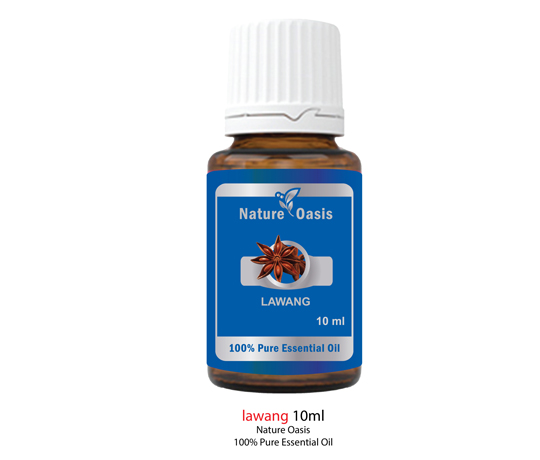 Nature Oasis
LAWANG
10 ml
100% Pure Essential Oil
lawang 10ml
Nature Oasis
100% Pure Essential Oil